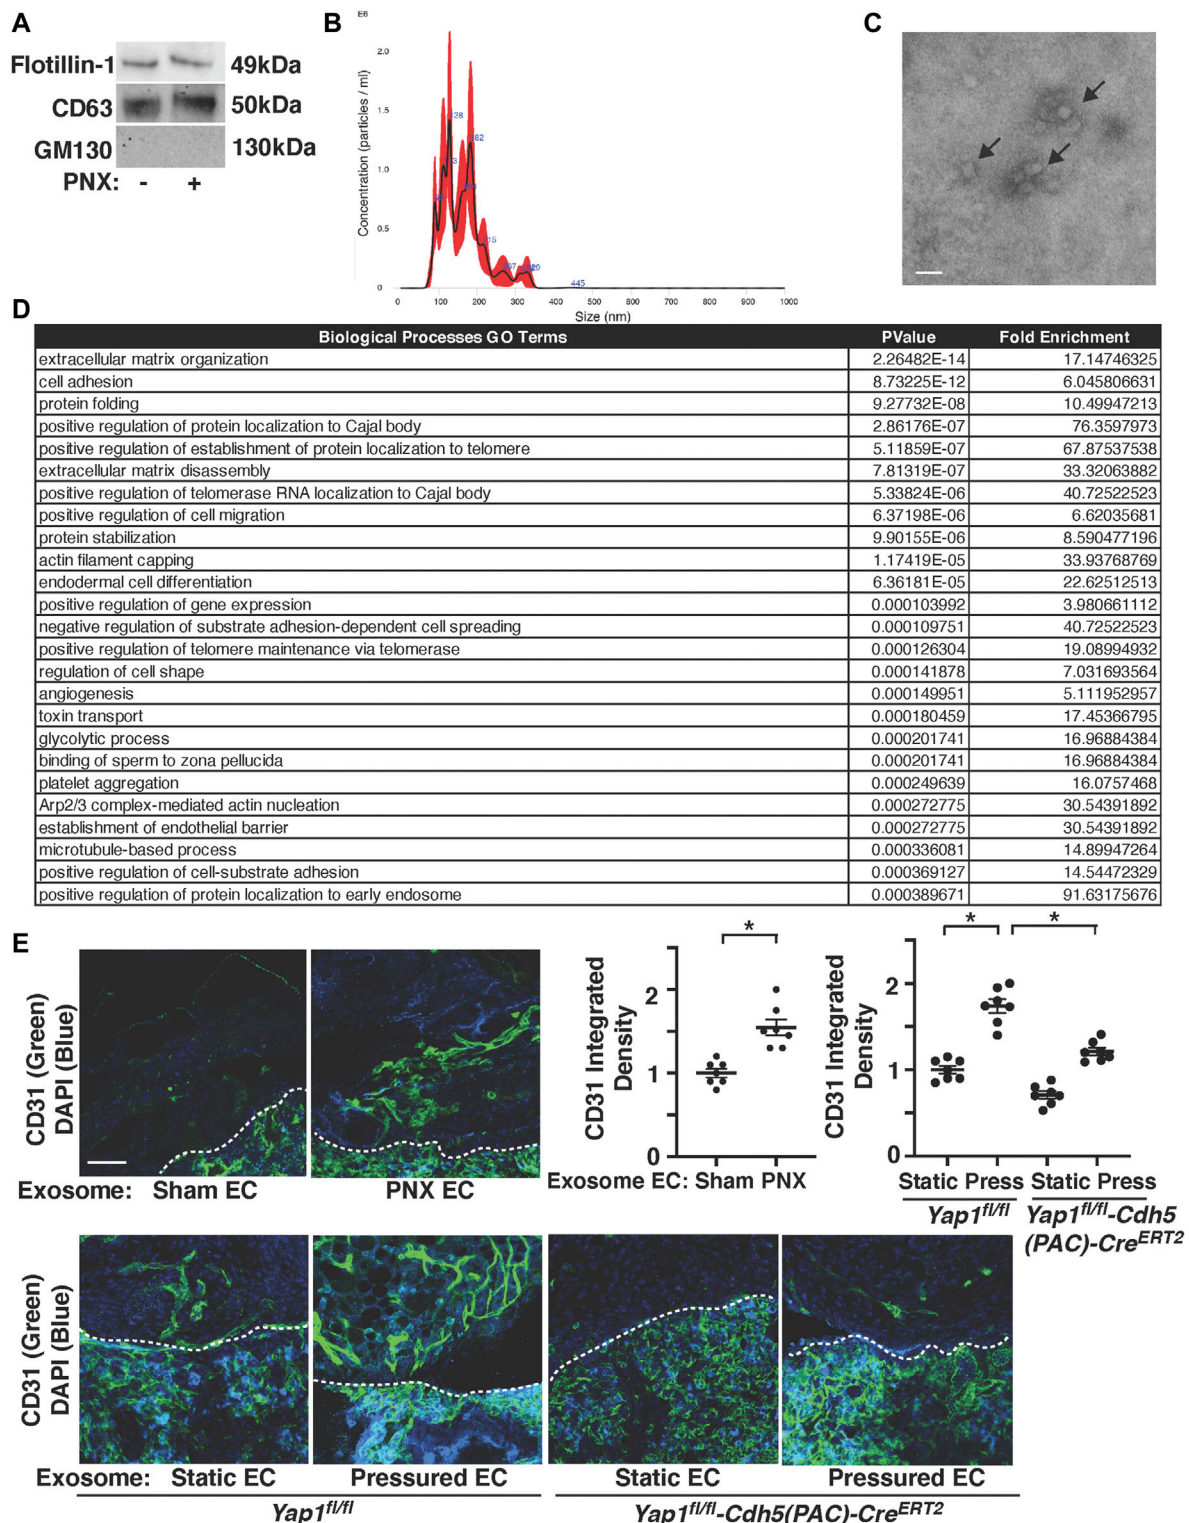 A
Flotillin-1 49kDa
CD63 50kDa
GM130 130kDa
PNX: - +
B
E6
2.0
1.5
1.0
0.5
0
Concentration (particles / ml)
128
182
267
445
0 100 200 300 400 500 600 700 800 900 1000
Size (nm)
C
D
Biological Processes GO Terms PValue Fold Enrichment
extracellular matrix organization 2.26482E-14 17.14746325
cell adhesion 8.73225E-12 6.045806631
protein folding 9.27732E-08 10.49947213
positive regulation of protein localization to Cajal body 2.86176E-07 76.3597973
positive regulation of establishment of protein localization to telomere 5.11859E-07 67.87537538
extracellular matrix disassembly 7.81319E-07 33.32063882
positive regulation of telomerase RNA localization to Cajal body 5.33824E-06 40.72522523
positive regulation of cell migration 6.37198E-06 6.62035681
protein stabilization 9.90155E-06 8.590477196
actin filament capping 1.17419E-05 33.93768769
endodermal cell differentiation 6.36181E-05 22.62512513
positive regulation of gene expression 0.000103992 3.980661112
negative regulation of substrate adhesion-dependent cell spreading 0.000109751 40.72522523
positive regulation of telomere maintenance via telomerase 0.000126304 19.08994932
regulation of cell shape 0.000141878 7.031693564
angiogenesis 0.000149951 5.111952957
toxin transport 0.000180459 17.45366795
glycolytic process 0.000201741 16.96884384
binding of sperm to zona pellucida 0.000201741 16.96884384
platelet aggregation 0.000249639 16.0757468
Arp2/3 complex-mediated actin nucleation 0.000272775 30.54391892
establishment of endothelial barrier 0.000272775 30.54391892
microtubule-based process 0.000336081 14.89947264
positive regulation of cell-substrate adhesion 0.000369127 14.54472329
positive regulation of protein localization to early endosome 0.000389671 91.63175676
E
CD31 (Green)
DAPI (Blue)
Exosome: Sham EC PNX EC
CD31 Integrated
Density
2
1
0
*
Exosome EC: Sham PNX
CD31 Integrated
Density
2
1
0
* *
Static Press Static Press
Yap1fl/fl Yap1fl/fl-Cdh5
(PAC)-CreERT2
CD31 (Green)
DAPI (Blue)
Exosome: Static EC Pressured EC Static EC Pressured EC
Yap1fl/fl Yap1fl/fl-Cdh5(PAC)-CreERT2